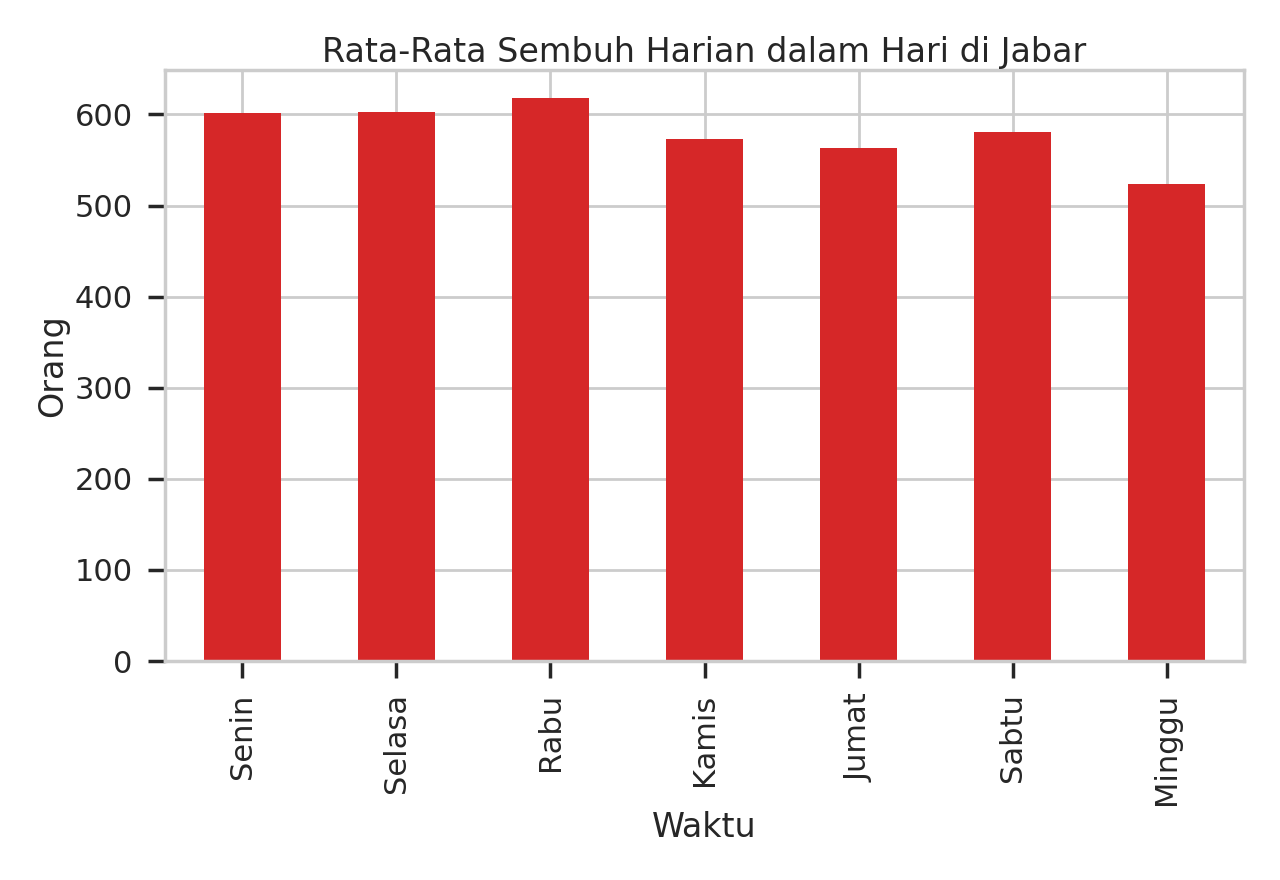 Rata-Rata Sembuh Harian dalam Hari di Jabar
Orang
600
500
400
300
200
100
0
Senin
Selasa
Rabu
Kamis
Jumat
Sabtu
Minggu
Waktu